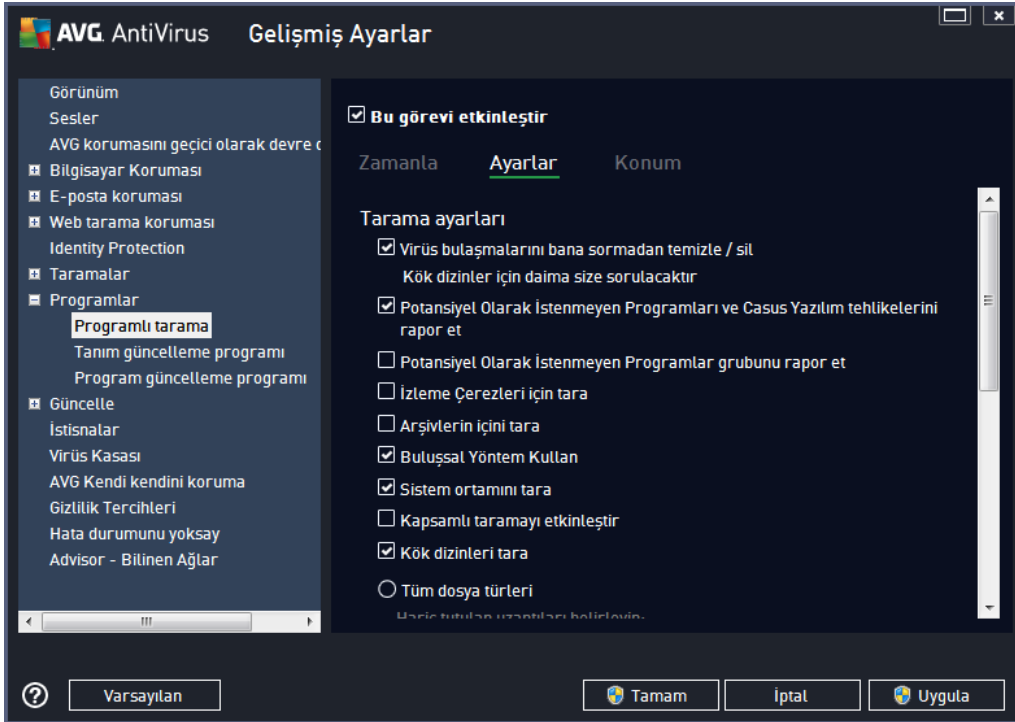 AVG AntiVirus Gelişmiş Ayarlar
Görünüm
Sesler
AVG korumasını geçici olarak devre d
Bilgisayar Koruması
E-posta koruması
Web tarama koruması
Identity Protection
Taramalar
Programlar
Programlı tarama
Tanım güncelleme programı
Program güncelleme programı
Güncelle
İstisnalar
Virüs Kasası
AVG Kendi kendini koruma
Gizlilik Tercihleri
Hata durumunu yoksay
Advisor - Bilinen Ağlar
Bu görevi etkinleştir
Zamanla Ayarlar Konum
Tarama ayarları
Virüs bulaşmalarını bana sormadan temizle / sil
Kök dizinler için daima size sorulacaktır
Potansiyel Olarak İstenmeyen Programları ve Casus Yazılım tehlikelerini
rapor et
Potansiyel Olarak İstenmeyen Programlar grubunu rapor et
İzleme Çerezleri için tara
Arşivlerin içini tara
Buluşsal Yöntem Kullan
Sistem ortamını tara
Kapsamlı taramayı etkinleştir
Kök dizinleri tara
Tüm dosya türleri
Hariç tutulan uzantıları belirleyin:
Varsayılan
Tamam
İptal
Uygula